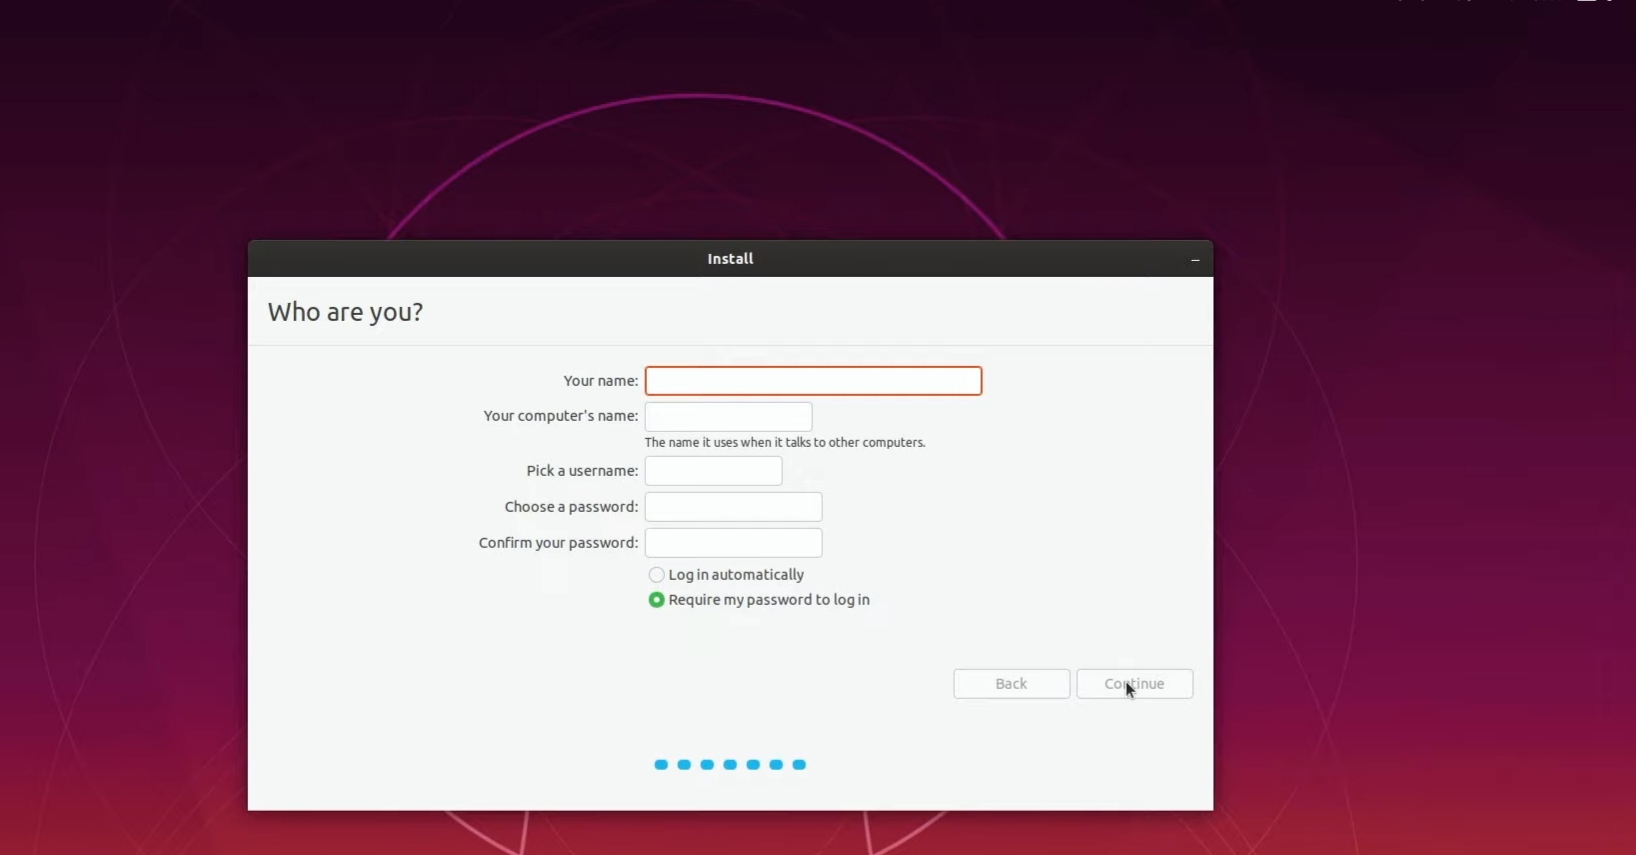 Install
Who are you?
Your name:
Your computer's name:
The name it uses when it talks to other computers.
Pick a username:
Choose a password:
Confirm your password:
Log in automatically
Require my password to log in
Back Continue